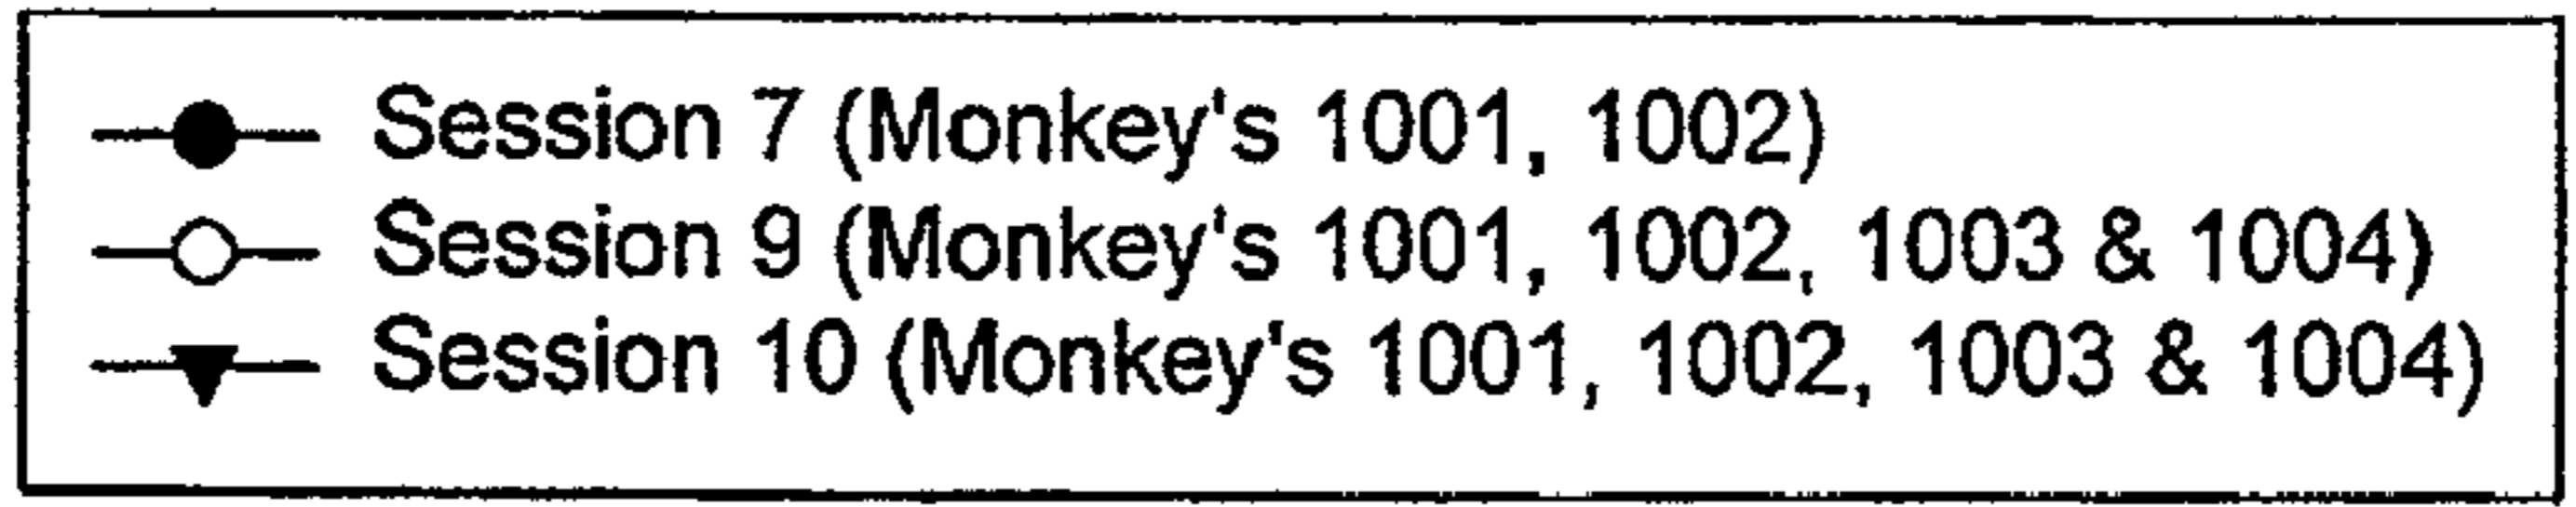 Session 7 (Monkey's 1001, 1002)
Session 9 (Monkey's 1001, 1002, 1003 & 1004)
Session 10 (Monkey's 1001, 1002, 1003 & 1004)